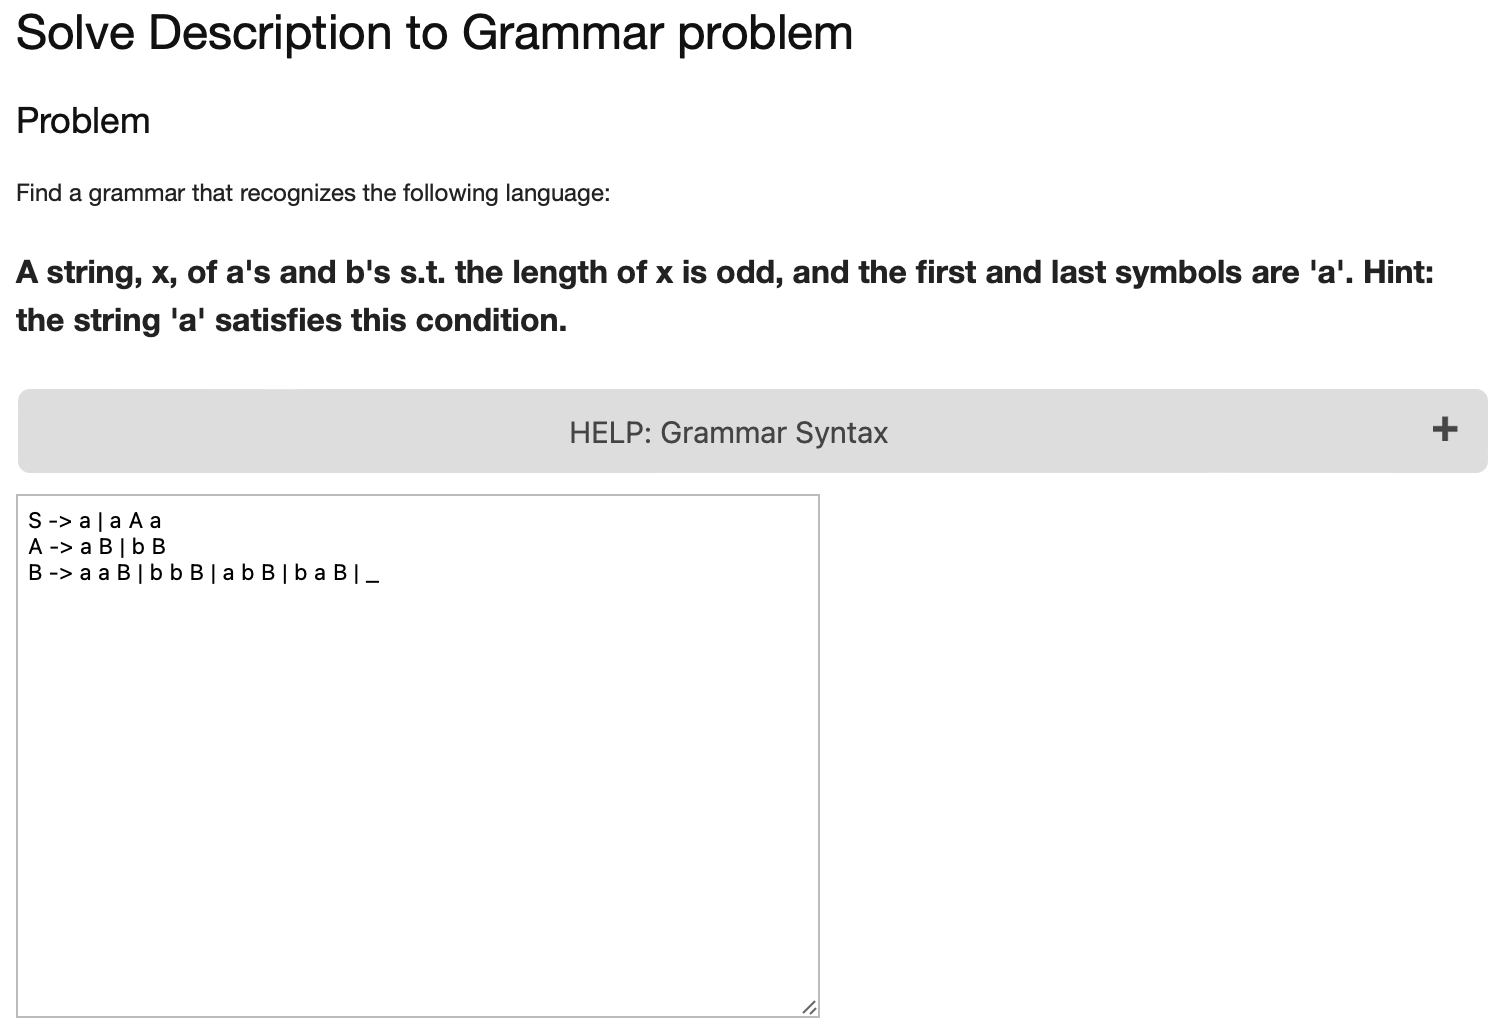 Solve Description to Grammar problem
Problem
Find a grammar that recognizes the following language:
A string, x, of a's and b's s.t. the length of x is odd, and the first and last symbols are 'a'. Hint:
the string 'a' satisfies this condition.
HELP: Grammar Syntax +
S -> a | a A a
A -> a B | b B
B -> a a B | b b B | a b B | b a B | _